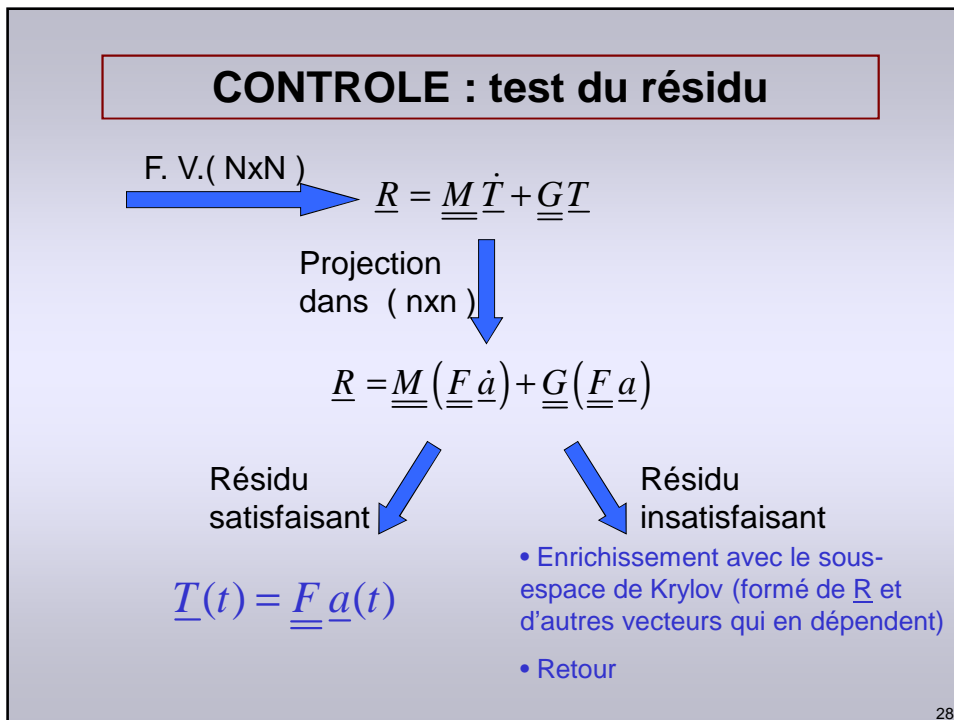 CONTROLE : test du résidu
F. V.( NxN )
R = M Ṫ + G T
Projection
dans ( nxn )
R = M ( F ȧ ) + G ( F a )
Résidu
satisfaisant
Résidu
insatisfaisant
T(t) = F a(t)
• Enrichissement avec le sous-
espace de Krylov (formé de R et
d'autres vecteurs qui en dépendent)
• Retour
28